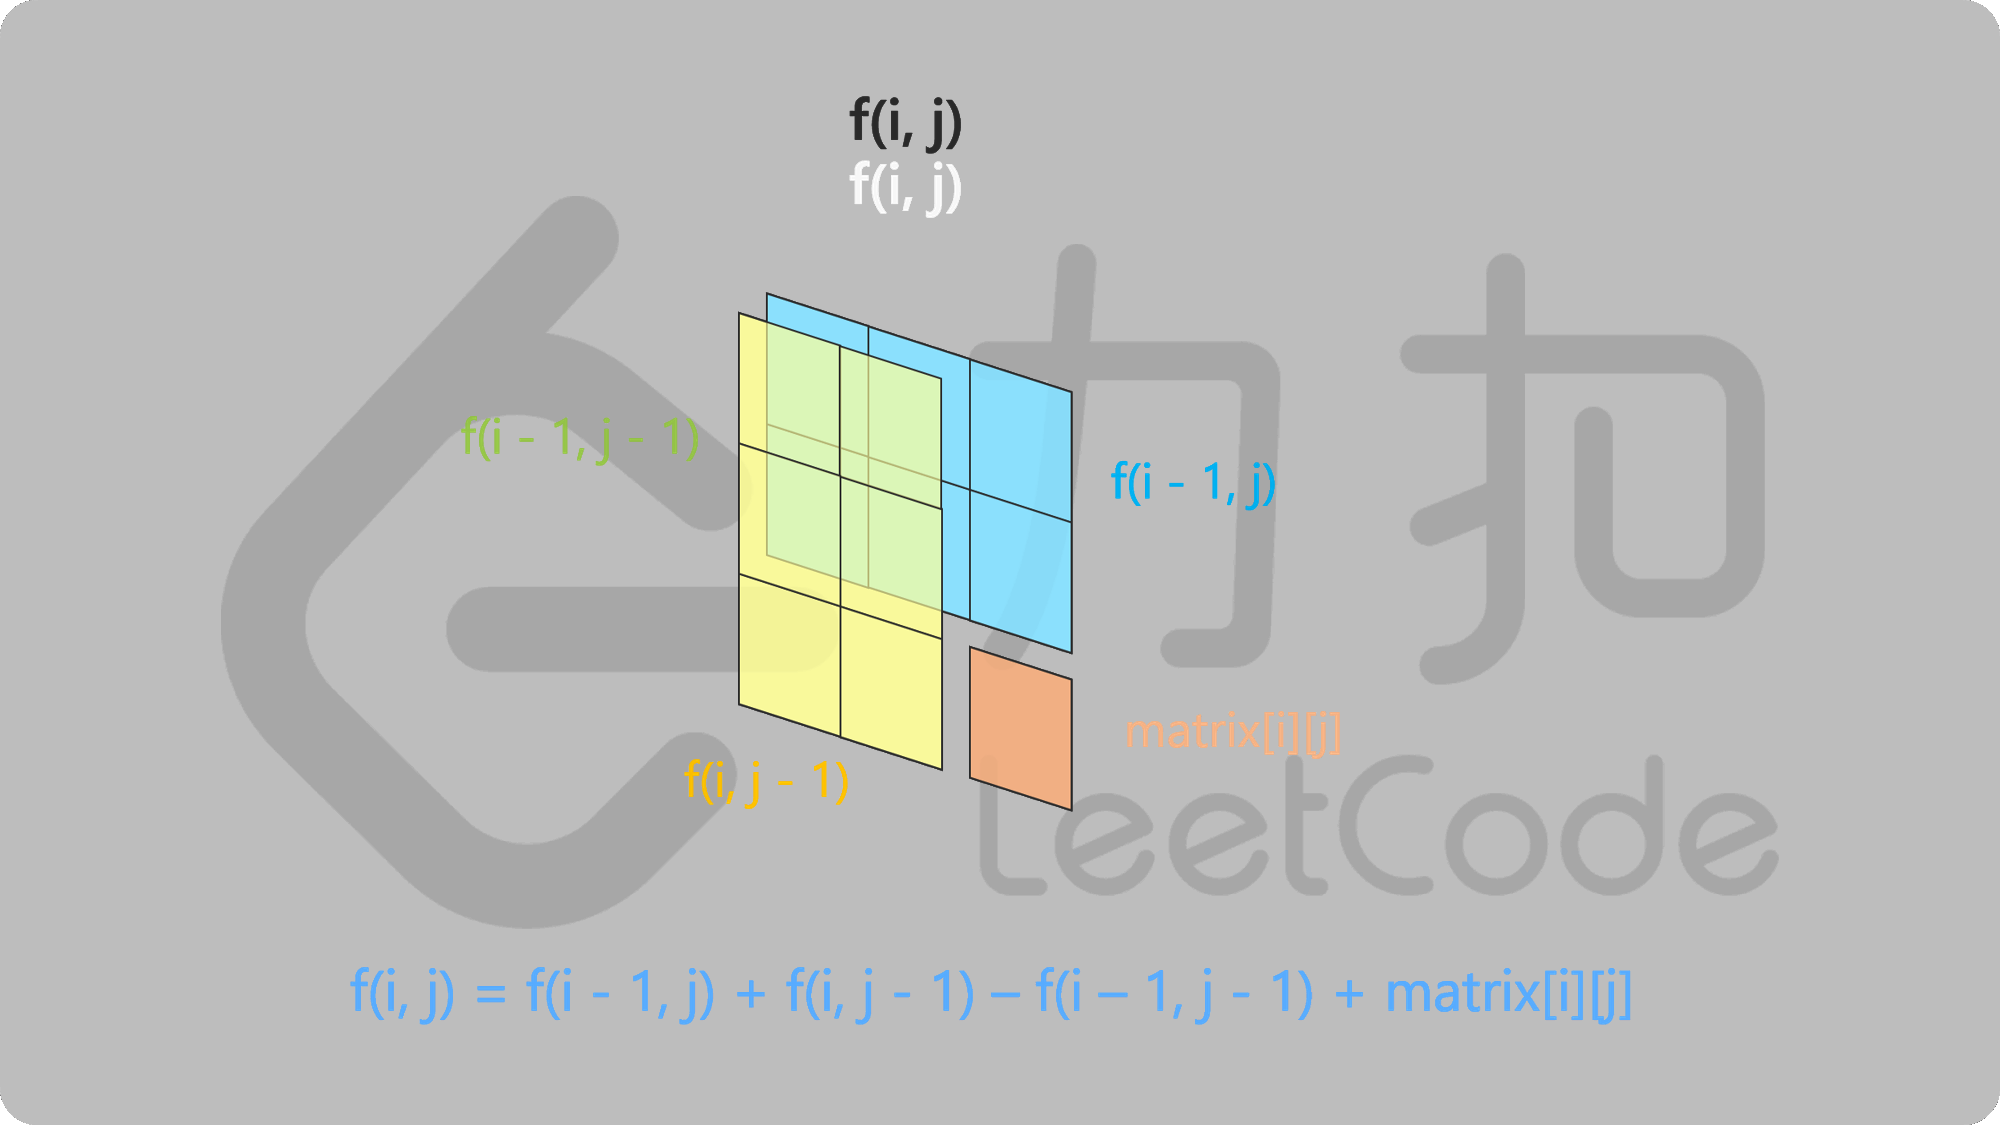 f(i, j)
f(i, j)
力扣
f(i - 1, j - 1)
f(i - 1, j)
matrix[i][j]
f(i, j - 1)
LeetCode
f(i, j) = f(i - 1, j) + f(i, j - 1) – f(i – 1, j - 1) + matrix[i][j]